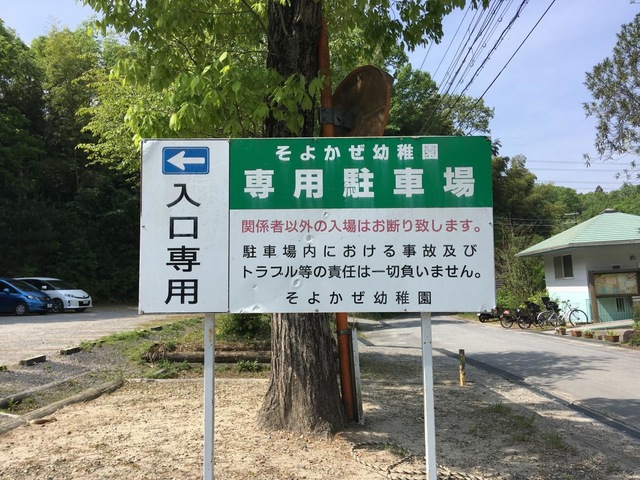 入口専用
そよかぜ幼稚園
専用駐車場
関係者以外の入場はお断り致します。
駐車場内における事故及び
トラブル等の責任は一切負いません。
そよかぜ幼稚園